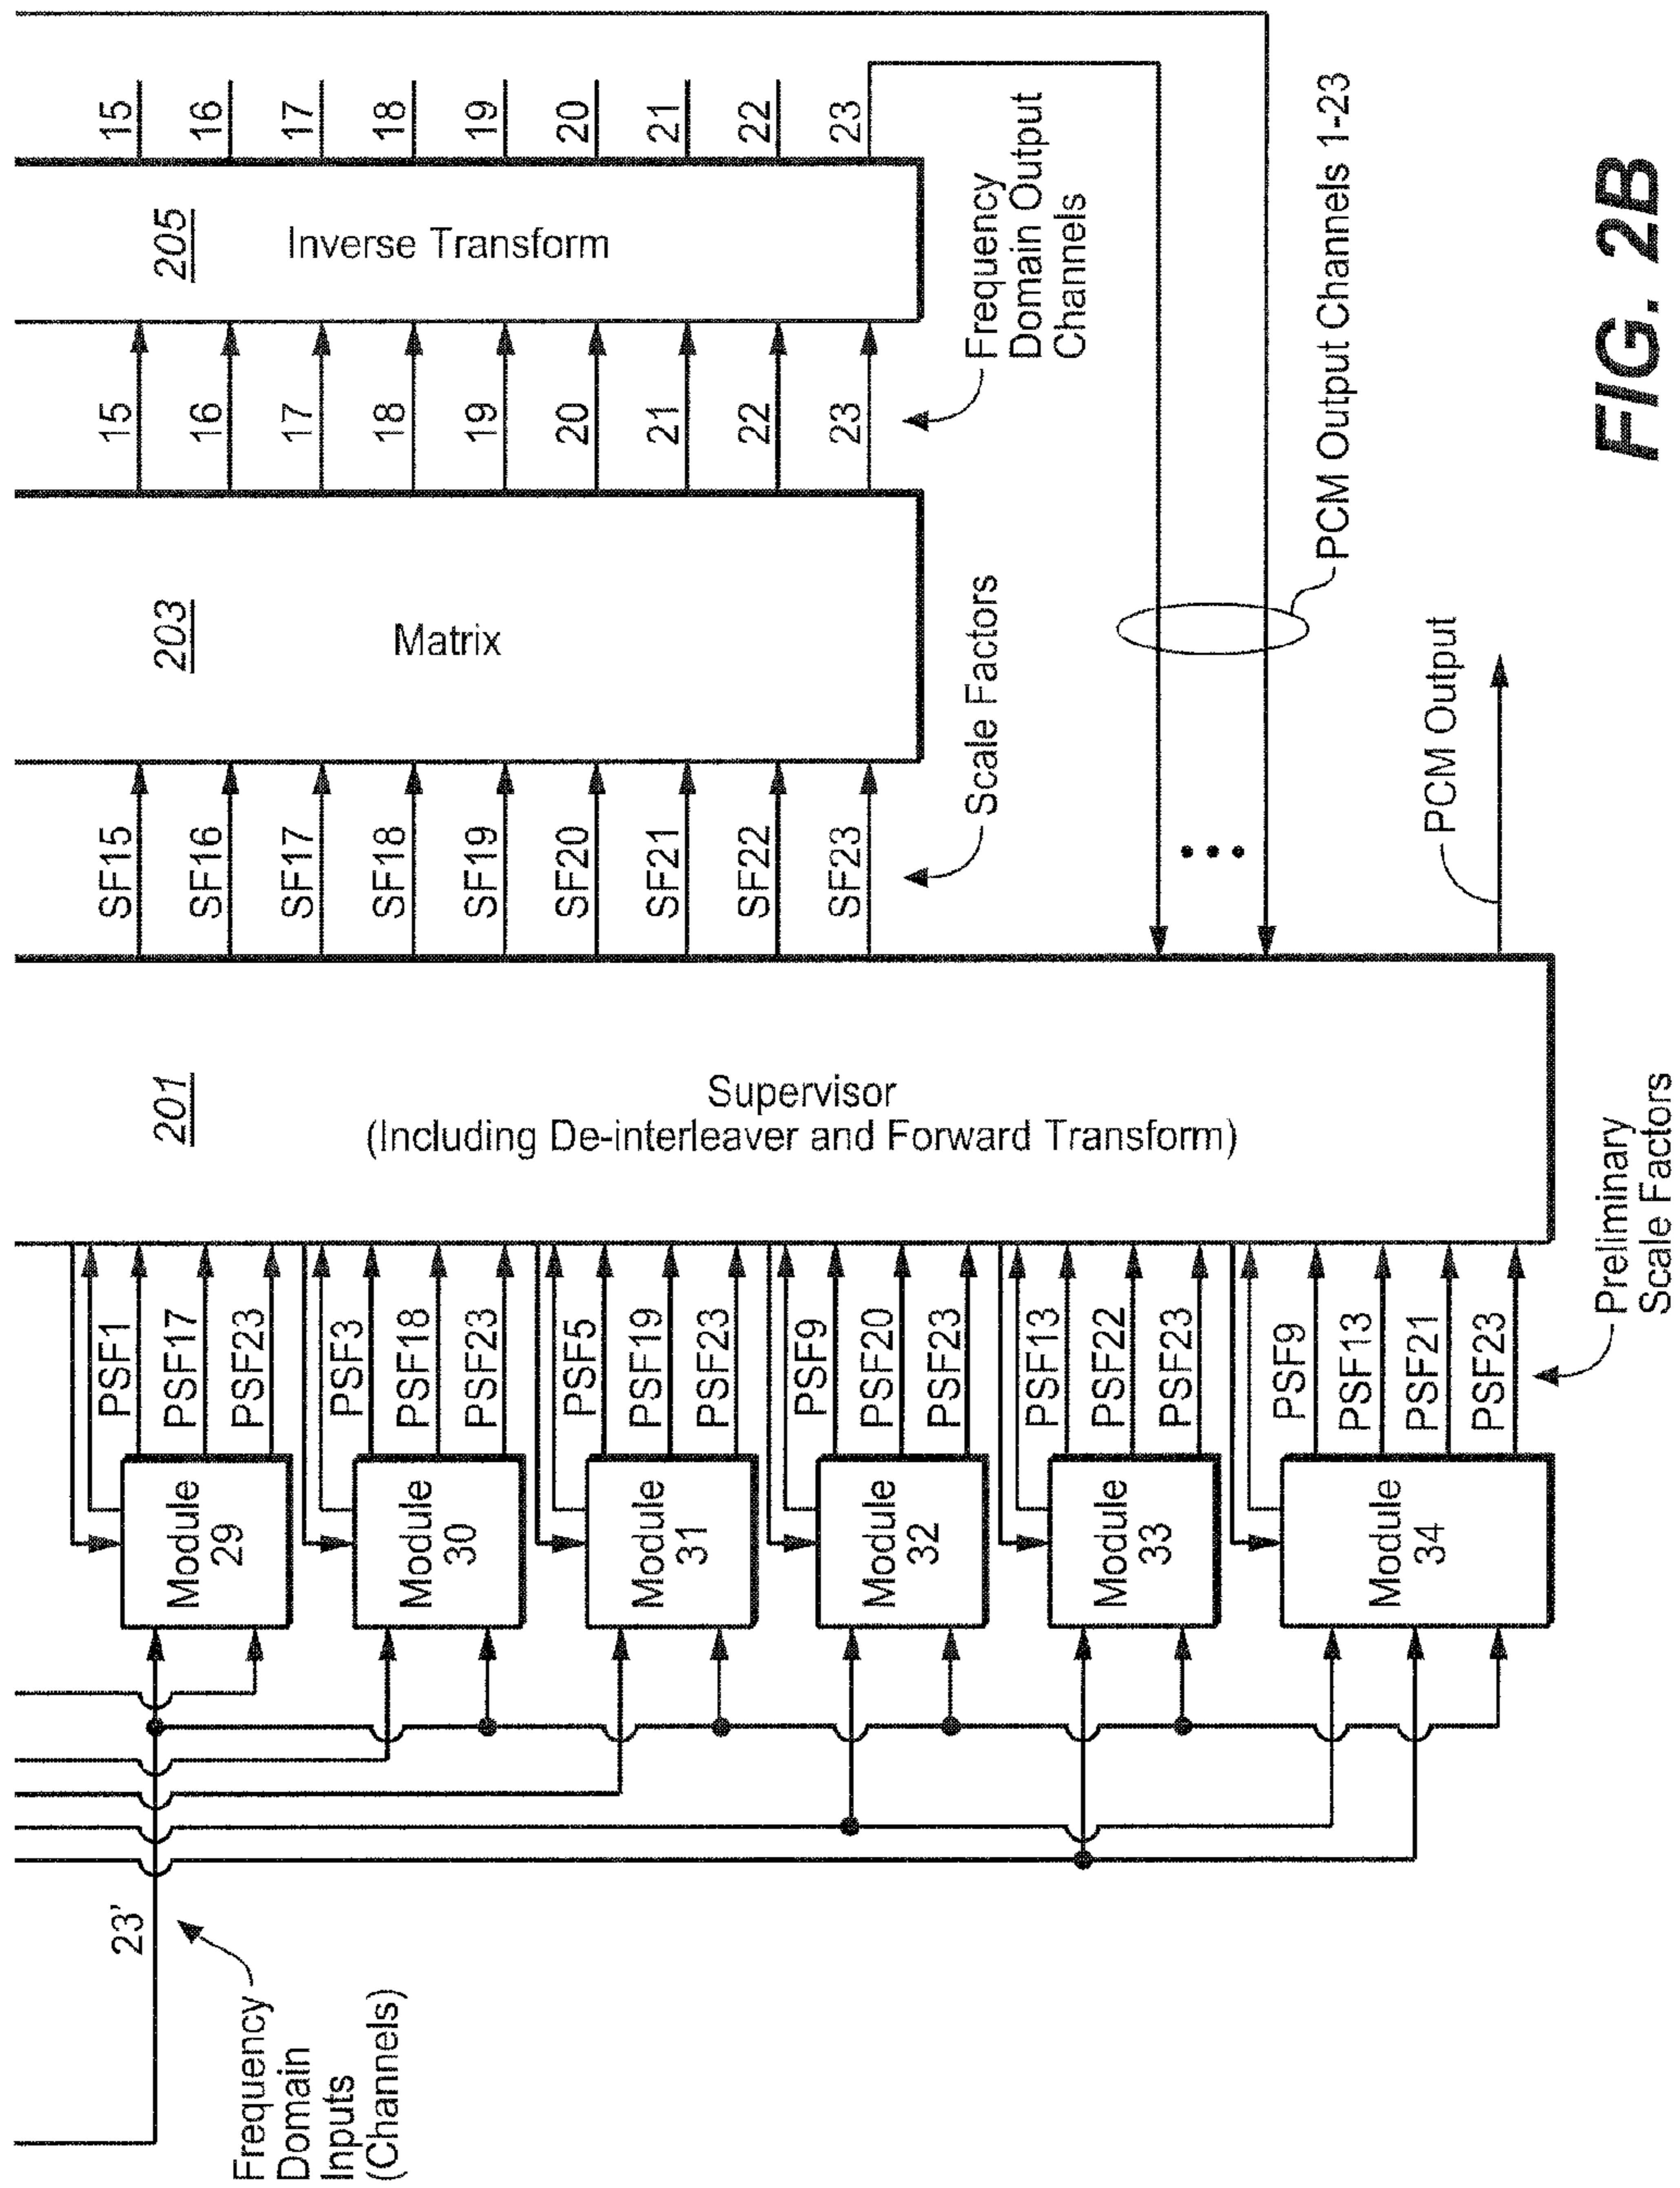 23'
Frequency
Domain
Inputs
(Channels)
Module
29
Module
30
Module
31
Module
32
Module
33
Module
34
PSF1
PSF17
PSF23
PSF3
PSF18
PSF23
PSF5
PSF19
PSF23
PSF9
PSF20
PSF23
PSF13
PSF22
PSF23
PSF9
PSF13
PSF21
PSF23
Preliminary
Scale Factors
201
Supervisor
(Including De-interleaver and Forward Transform)
SF15
SF16
SF17
SF18
SF19
SF20
SF21
SF22
SF23
Scale Factors
203
Matrix
15
16
17
18
19
20
21
22
23
Frequency
Domain Output
Channels
205
Inverse Transform
15
16
17
18
19
20
21
22
23
PCM Output Channels 1-23
PCM Output
FIG. 2B